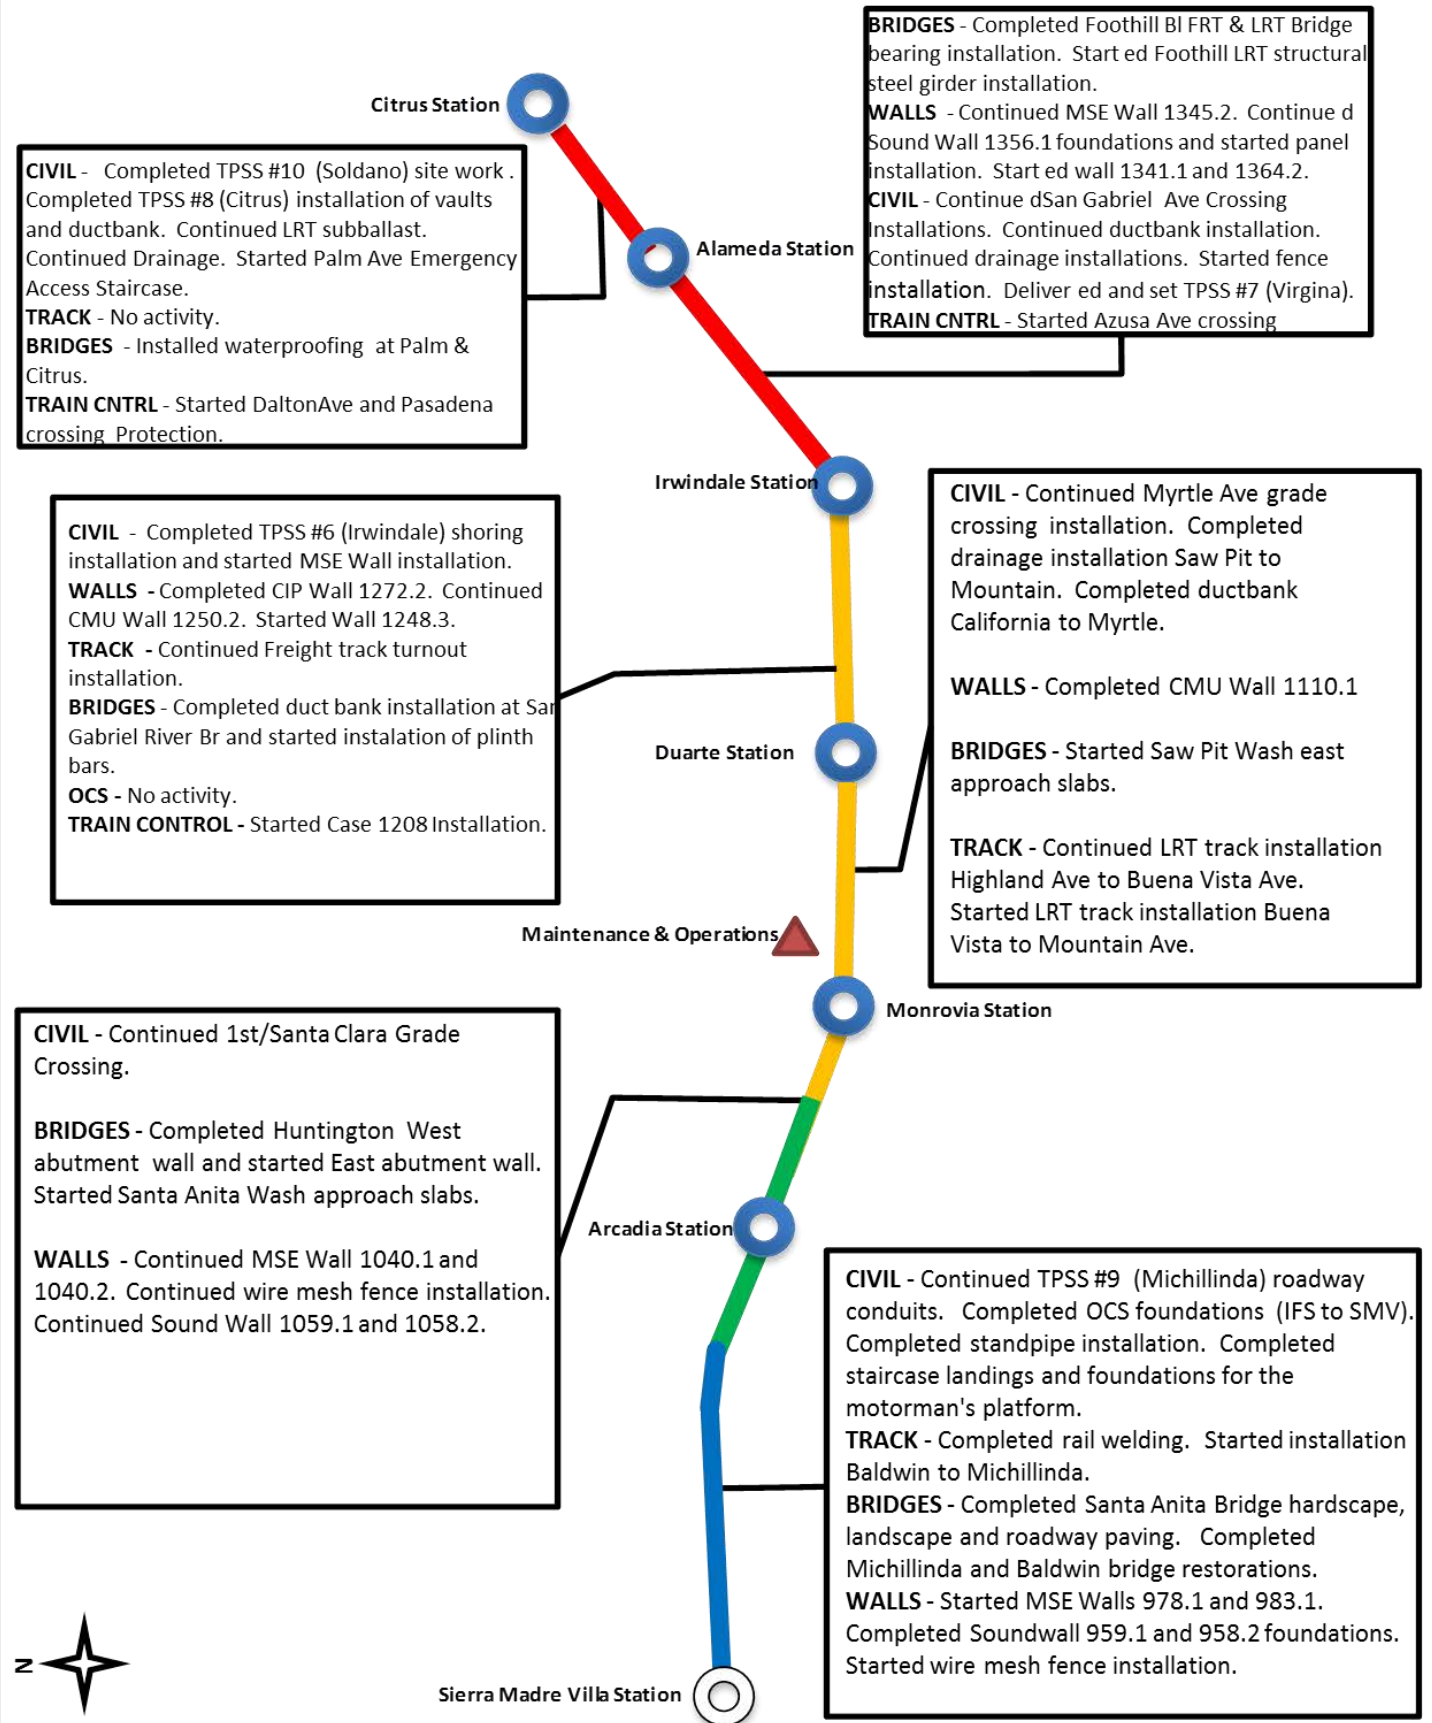 BRIDGES - Completed Foothill Bl FRT & LRT Bridge
bearing installation. Start ed Foothill LRT structural
steel girder installation.
WALLS - Continued MSE Wall 1345.2. Continue d
Sound Wall 1356.1 foundations and started panel
installation. Start ed wall 1341.1 and 1364.2.
CIVIL - Continue dSan Gabriel Ave Crossing
Installations. Continued ductbank installation.
Continued drainage installations. Started fence
installation. Deliver ed and set TPSS #7 (Virgina).
TRAIN CNTRL - Started Azusa Ave crossing
Citrus Station
CIVIL - Completed TPSS #10 (Soldano) site work .
Completed TPSS #8 (Citrus) installation of vaults
and ductbank. Continued LRT subballast.
Continued Drainage. Started Palm Ave Emergency
Access Staircase.
TRACK - No activity.
BRIDGES - Installed waterproofing at Palm &
Citrus.
TRAIN CNTRL - Started DaltonAve and Pasadena
crossing Protection.
Alameda Station
Irwindale Station
CIVIL - Completed TPSS #6 (Irwindale) shoring
installation and started MSE Wall installation.
WALLS - Completed CIP Wall 1272.2. Continued
CMU Wall 1250.2. Started Wall 1248.3.
TRACK - Continued Freight track turnout
installation.
BRIDGES - Completed duct bank installation at San
Gabriel River Br and started instalation of plinth
bars.
OCS - No activity.
TRAIN CONTROL - Started Case 1208 Installation.
CIVIL - Continued Myrtle Ave grade
crossing installation. Completed
drainage installation Saw Pit to
Mountain. Completed ductbank
California to Myrtle.
WALLS - Completed CMU Wall 1110.1
BRIDGES - Started Saw Pit Wash east
approach slabs.
TRACK - Continued LRT track installation
Highland Ave to Buena Vista Ave.
Started LRT track installation Buena
Vista to Mountain Ave.
Duarte Station
Maintenance & Operations
Monrovia Station
CIVIL - Continued 1st/Santa Clara Grade
Crossing.
BRIDGES - Completed Huntington West
abutment wall and started East abutment wall.
Started Santa Anita Wash approach slabs.
WALLS - Continued MSE Wall 1040.1 and
1040.2. Continued wire mesh fence installation.
Continued Sound Wall 1059.1 and 1058.2.
Arcadia Station
CIVIL - Continued TPSS #9 (Michillinda) roadway
conduits. Completed OCS foundations (IFS to SMV).
Completed standpipe installation. Completed
staircase landings and foundations for the
motorman's platform.
TRACK - Completed rail welding. Started installation
Baldwin to Michillinda.
BRIDGES - Completed Santa Anita Bridge hardscape,
landscape and roadway paving. Completed
Michillinda and Baldwin bridge restorations.
WALLS - Started MSE Walls 978.1 and 983.1.
Completed Soundwall 959.1 and 958.2 foundations.
Started wire mesh fence installation.
N
Sierra Madre Villa Station